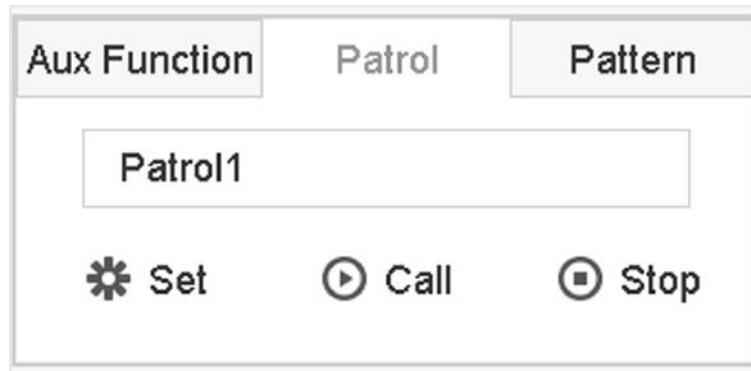 Aux Function Patrol Pattern
Patrol1
Set Call Stop